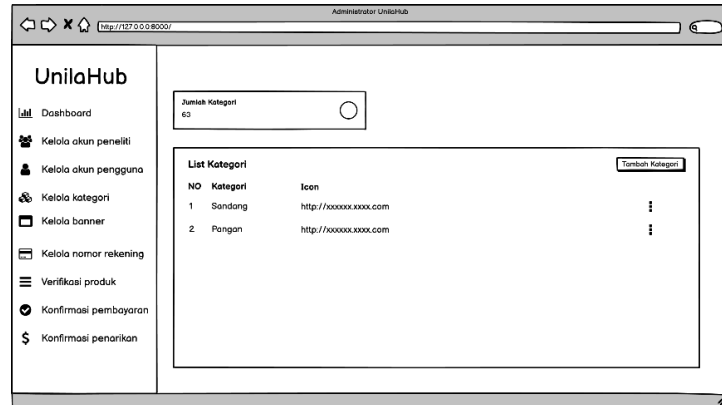 Administrator UnilaHub
http://127.0.0.0:8000/
UnilaHub
Dashboard
Kelola akun peneliti
Kelola akun pengguna
Kelola kategori
Kelola banner
Kelola nomor rekening
Verifikasi produk
Konfirmasi pembayaran
Konfirmasi penarikan
Jumlah Kategori
63
List Kategori
Tambah Kategori
NO Kategori Icon
1 Sandang http://xxxxxx.xxxx.com
2 Pangan http://xxxxxx.xxxx.com